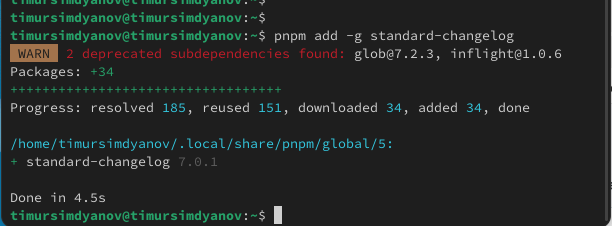 timursimdyanov@timursimdyanov:~$
timursimdyanov@timursimdyanov:~$
timursimdyanov@timursimdyanov:~$ pnpm add -g standard-changelog
WARN 2 deprecated subdependencies found: glob@7.2.3, inflight@1.0.6
Packages: +34
++++++++++++++++++++++++++++++++++
Progress: resolved 185, reused 151, downloaded 34, added 34, done
/home/timursimdyanov/.local/share/pnpm/global/5:
+ standard-changelog 7.0.1
Done in 4.5s
timursimdyanov@timursimdyanov:~$